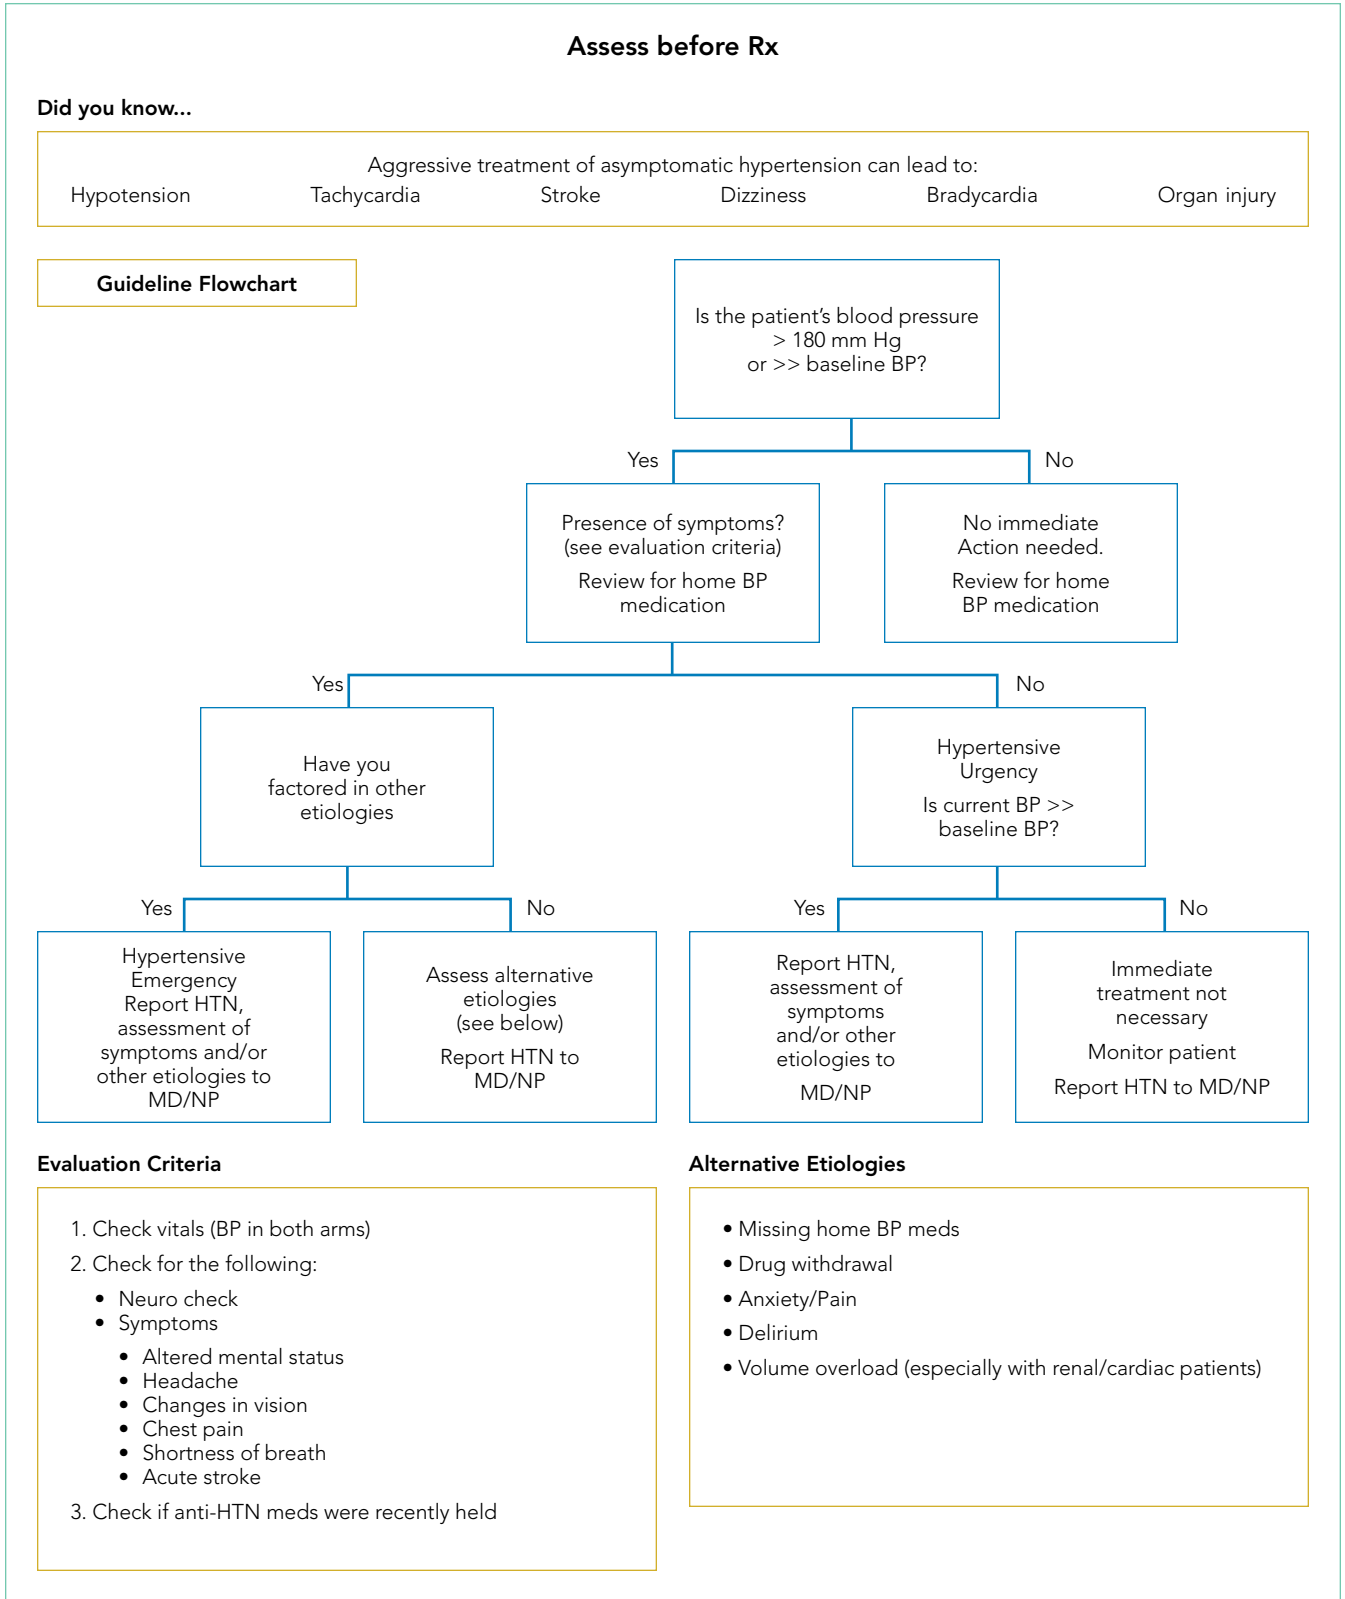 Assess before Rx
Did you know...
Aggressive treatment of asymptomatic hypertension can lead to:
Hypotension Tachycardia Stroke Dizziness Bradycardia Organ injury
Guideline Flowchart
Is the patient’s blood pressure
> 180 mm Hg
or >> baseline BP?
Yes
No
Presence of symptoms?
(see evaluation criteria)
Review for home BP
medication
No immediate
Action needed.
Review for home
BP medication
Yes
No
Have you
factored in other
etiologies
Hypertensive
Urgency
Is current BP >>
baseline BP?
Yes
No
Yes
No
Hypertensive
Emergency
Report HTN,
assessment of
symptoms and/or
other etiologies to
MD/NP
Assess alternative
etiologies
(see below)
Report HTN to
MD/NP
Report HTN,
assessment of
symptoms
and/or other
etiologies to
MD/NP
Immediate
treatment not
necessary
Monitor patient
Report HTN to MD/NP
Evaluation Criteria
1. Check vitals (BP in both arms)
2. Check for the following:
• Neuro check
• Symptoms
• Altered mental status
• Headache
• Changes in vision
• Chest pain
• Shortness of breath
• Acute stroke
3. Check if anti-HTN meds were recently held
Alternative Etiologies
• Missing home BP meds
• Drug withdrawal
• Anxiety/Pain
• Delirium
• Volume overload (especially with renal/cardiac patients)